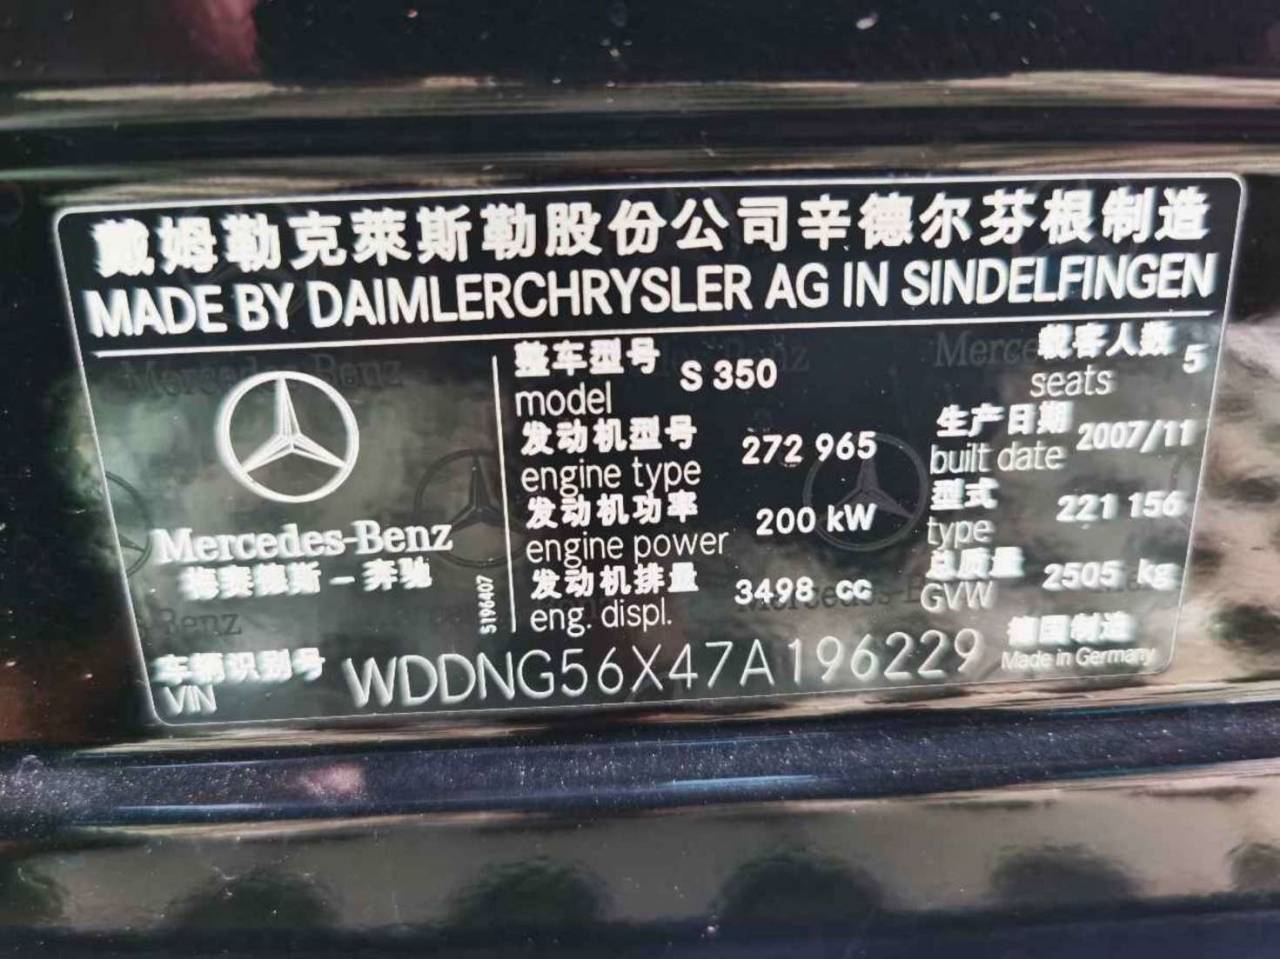 戴姆勒克莱斯勒股份公司辛德尔芬根制造
MADE BY DAIMLERCHRYSLER AG IN SINDELFINGEN
Mercedes-Benz
梅赛德斯-奔驰
5196407
整车型号
model
S 350
发动机型号
engine type
272 965
发动机功率
engine power
200 kW
发动机排量
eng. displ.
3498 cc
载客人数
seats
5
生产日期
built date
2007/11
型式
type
221 156
总质量
GVW
2505 kg
车辆识别号
VIN
WDDNG56X47A196229
德国制造
Made in Germany